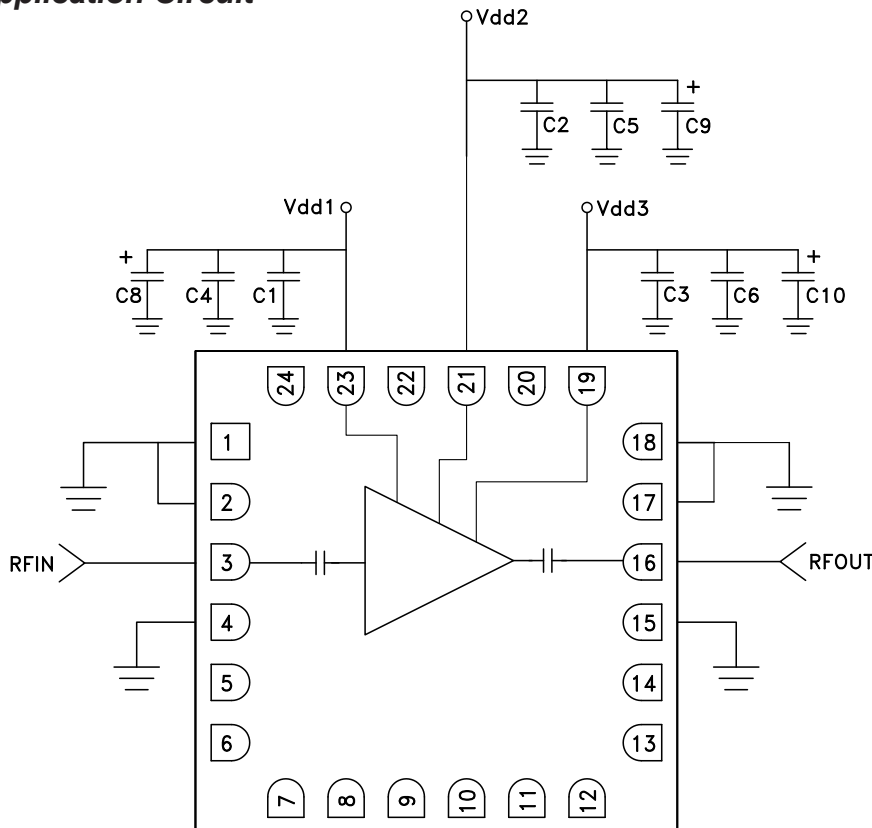 Application Circuit
Vdd2
+
C2 C5 C9
Vdd1
Vdd3
+
C8 C4 C1
+
C3 C6 C10
24 23 22 21 20 19
1
18
2
17
RFIN
3
16
RFOUT
4
15
5
14
6
13
7 8 9 10 11 12